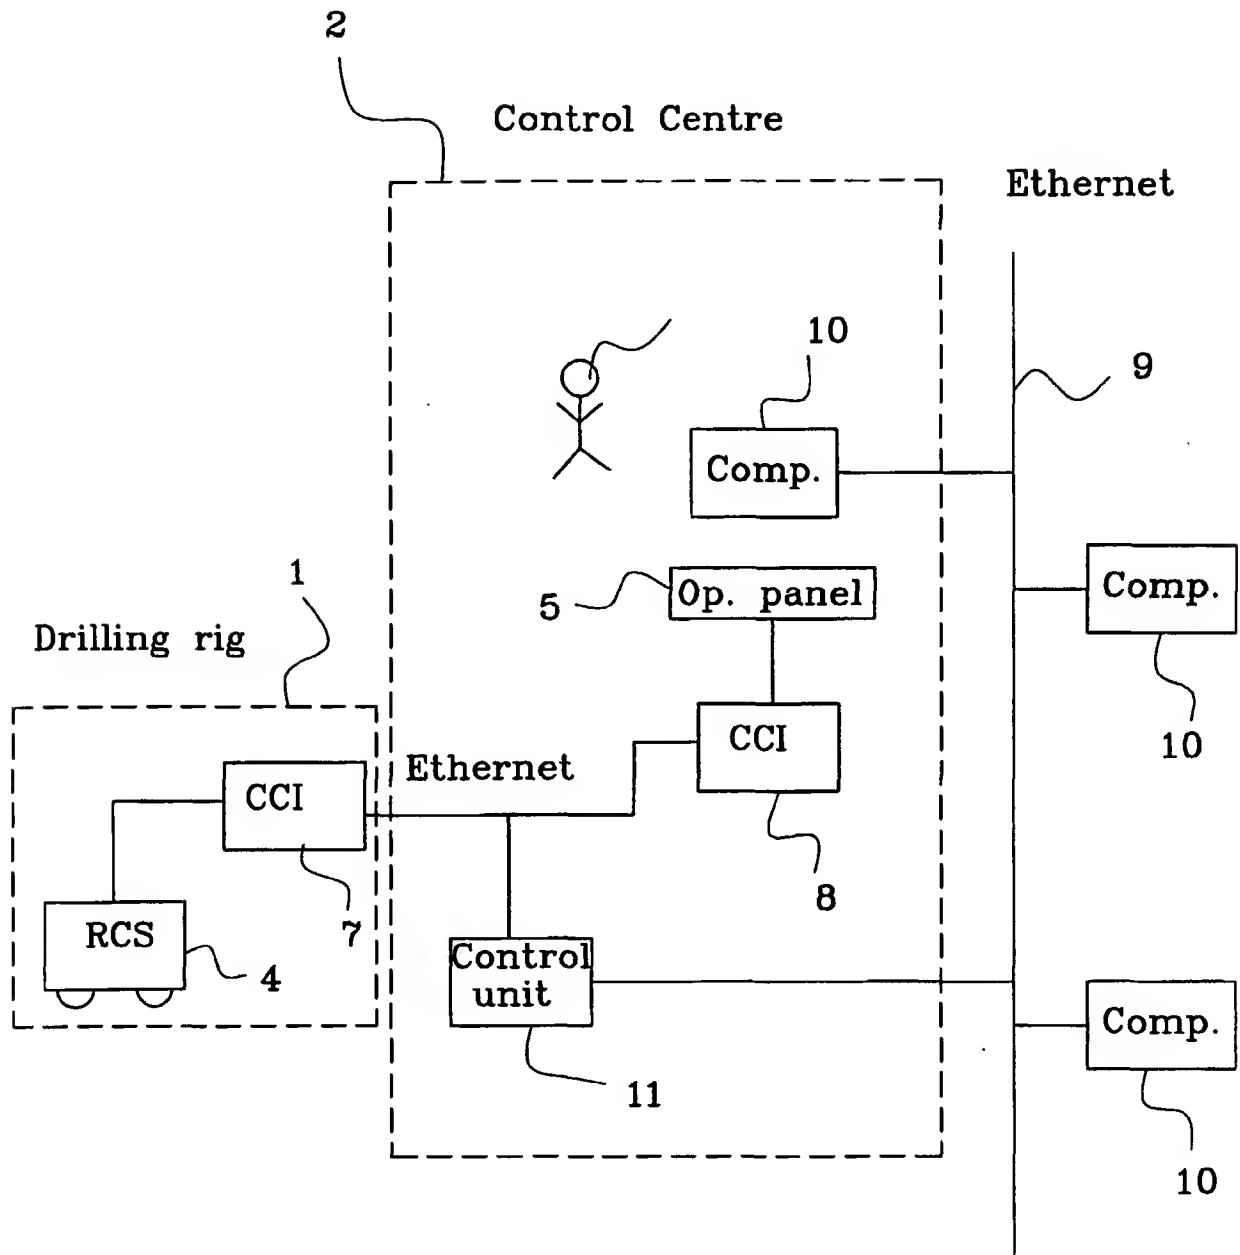 2
Control Centre
Ethernet
10
9
Comp.
1
5
Op. panel
Comp.
Drilling rig
10
CCI
Ethernet
CCI
8
7
RCS
4
Control
unit
Comp.
11
10